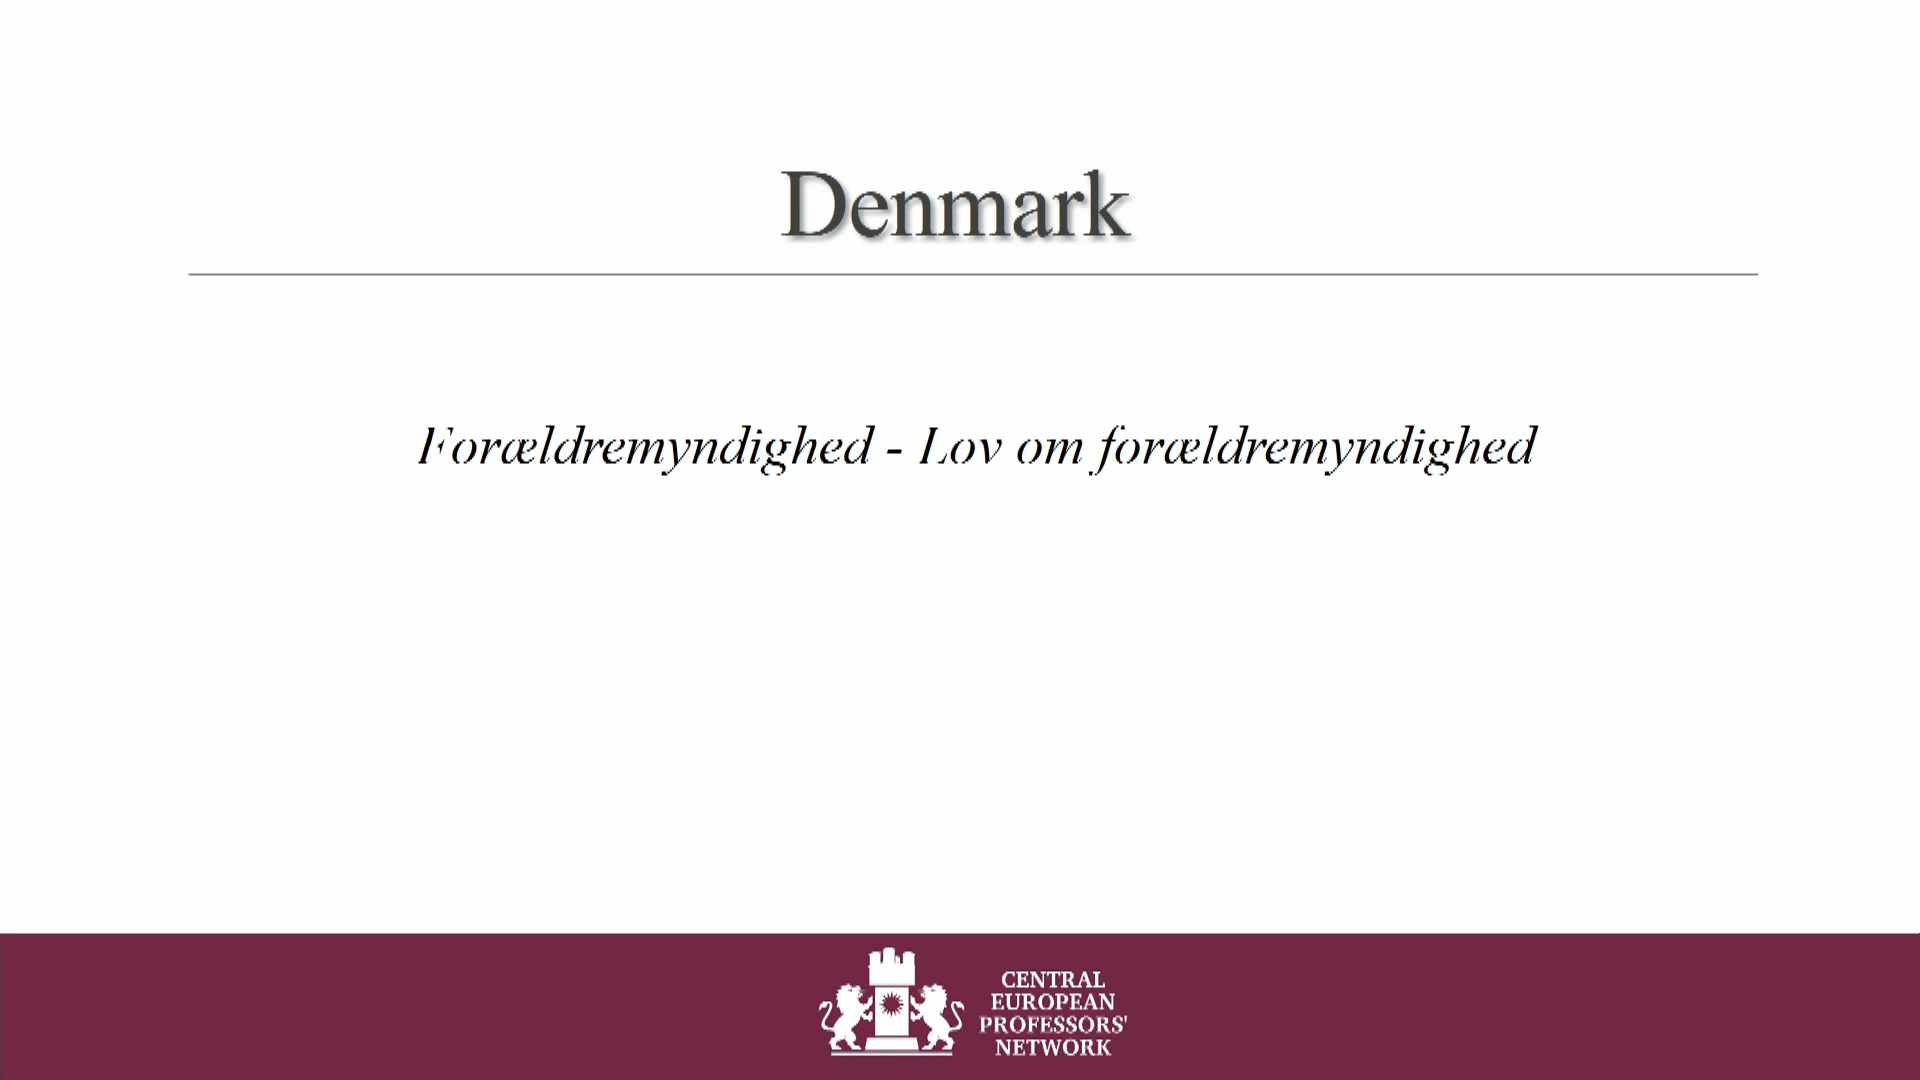 Denmark
Forældremyndighed - Lov om forældremyndighed
CENTRAL
EUROPEAN
PROFESSORS'
NETWORK